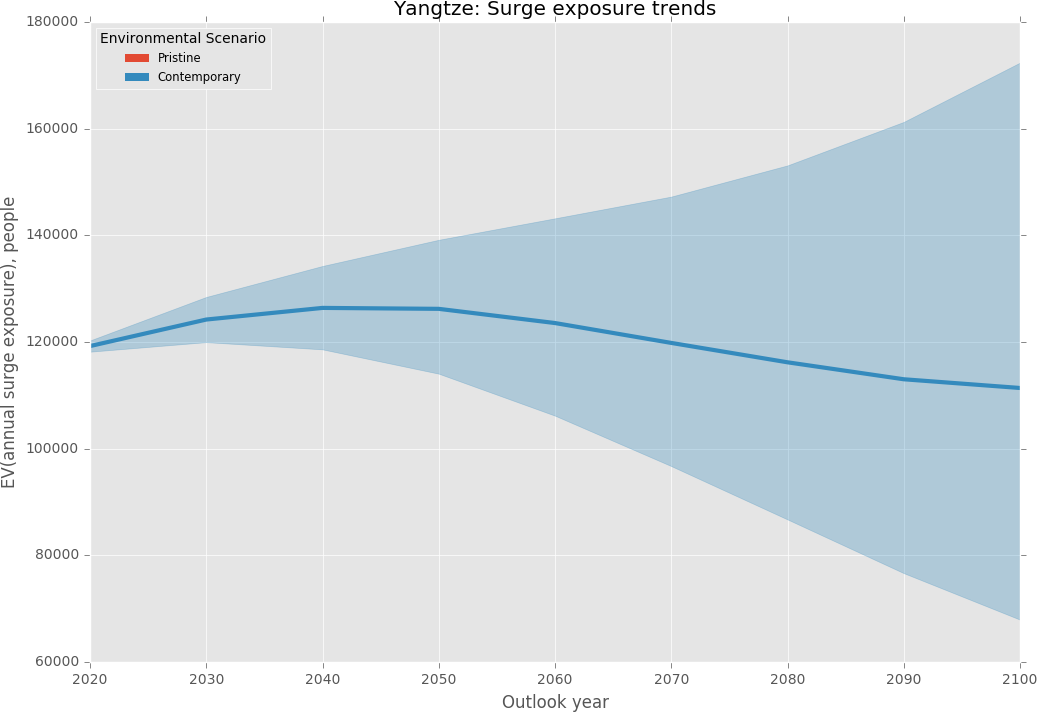 Yangtze: Surge exposure trends
Environmental Scenario
Pristine
Contemporary
180000
160000
140000
120000
100000
80000
60000
EV(annual surge exposure), people
2020 2030 2040 2050 2060 2070 2080 2090 2100
Outlook year